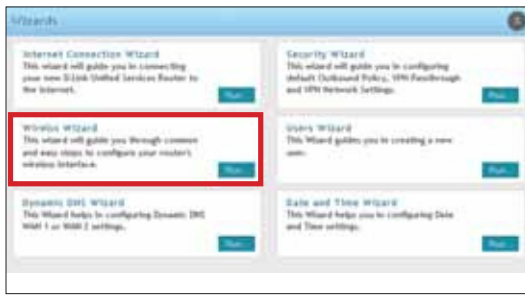 Wizards
Internet Connection Wizard
This wizard will guide you in connecting
your new D-Link Unified Services Router to
the Internet.
Run
Security Wizard
This wizard will guide you in configuring
default Outbound Policy, VPN Passthrough
and VPN Network Settings.
Run
Wireless Wizard
This wizard will guide you through common
and easy steps to configure your router's
wireless interface.
Run
Users Wizard
This Wizard guides you in creating a new
user.
Run
Dynamic DNS Wizard
This Wizard helps in configuring Dynamic DNS
WAN 1 or WAN 2 settings.
Run
Date and Time Wizard
This Wizard helps you in configuring Date
and Time settings.
Run